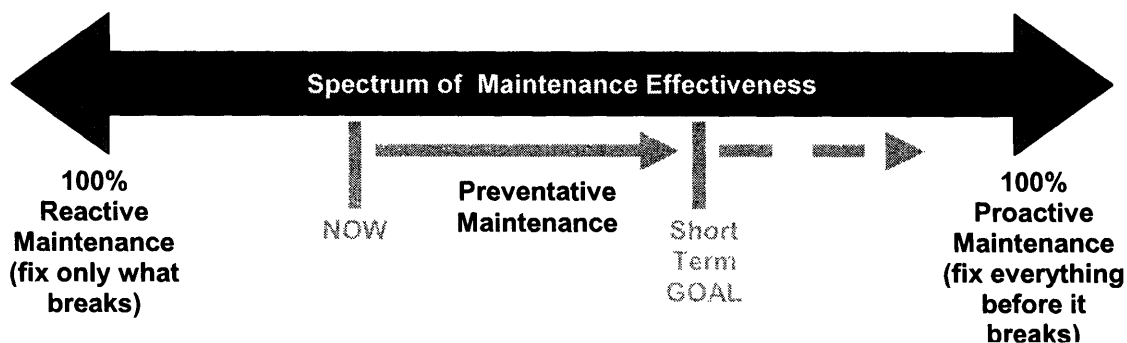 Spectrum of Maintenance Effectiveness
100%
Reactive
Maintenance
(fix only what
breaks)
NOW
Preventative
Maintenance
Short
Term
GOAL
100%
Proactive
Maintenance
(fix everything
before it
breaks)